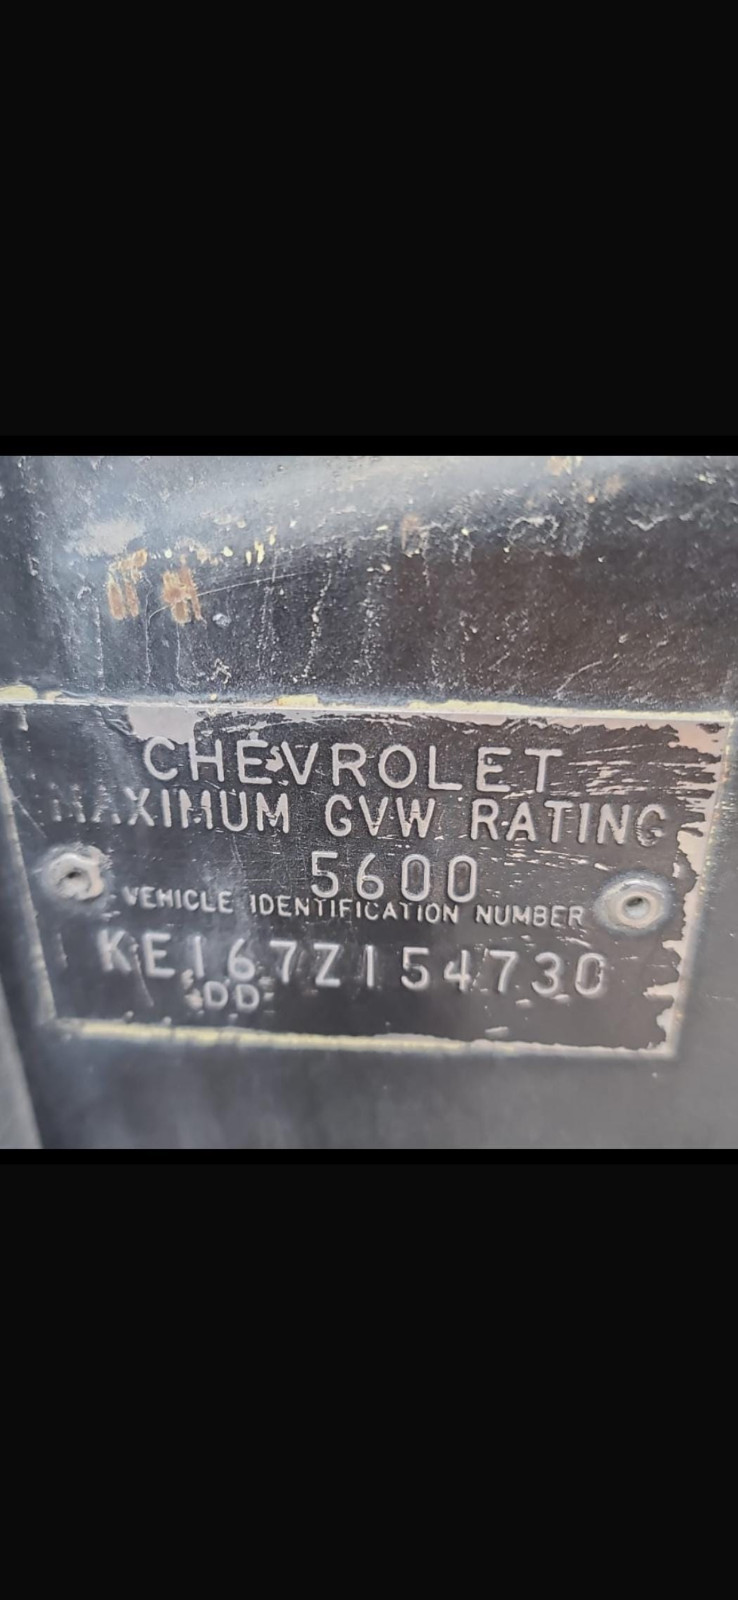 CHEVROLET
MAXIMUM GVW RATING
5600
VEHICLE IDENTIFICATION NUMBER
KE167Z154730
DD